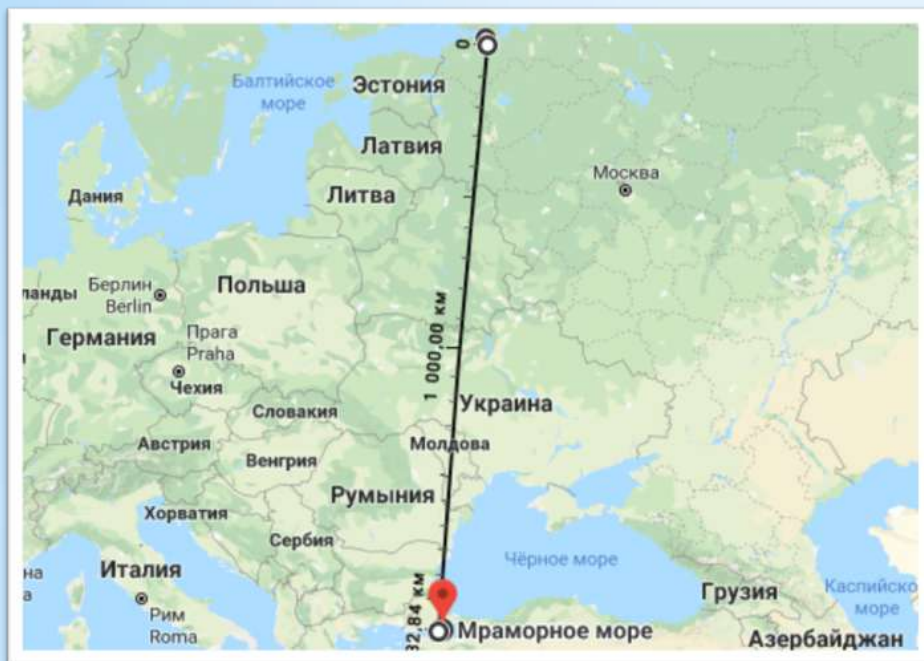 0
Балтийское
море
Эстония
Латвия
Москва
Литва
Дания
Польша
Берлин
Berlin
ланды
Германия
Прага
Praha
1 000,00 км
Чехия
Украина
Словакия
Австрия
Молдова
Венгрия
Румыния
Хорватия
Сербия
Чёрное море
Италия
Грузия
Каспийско
море
на
а
Рим
Roma
32,84 км
Мраморное море
Азербайджан